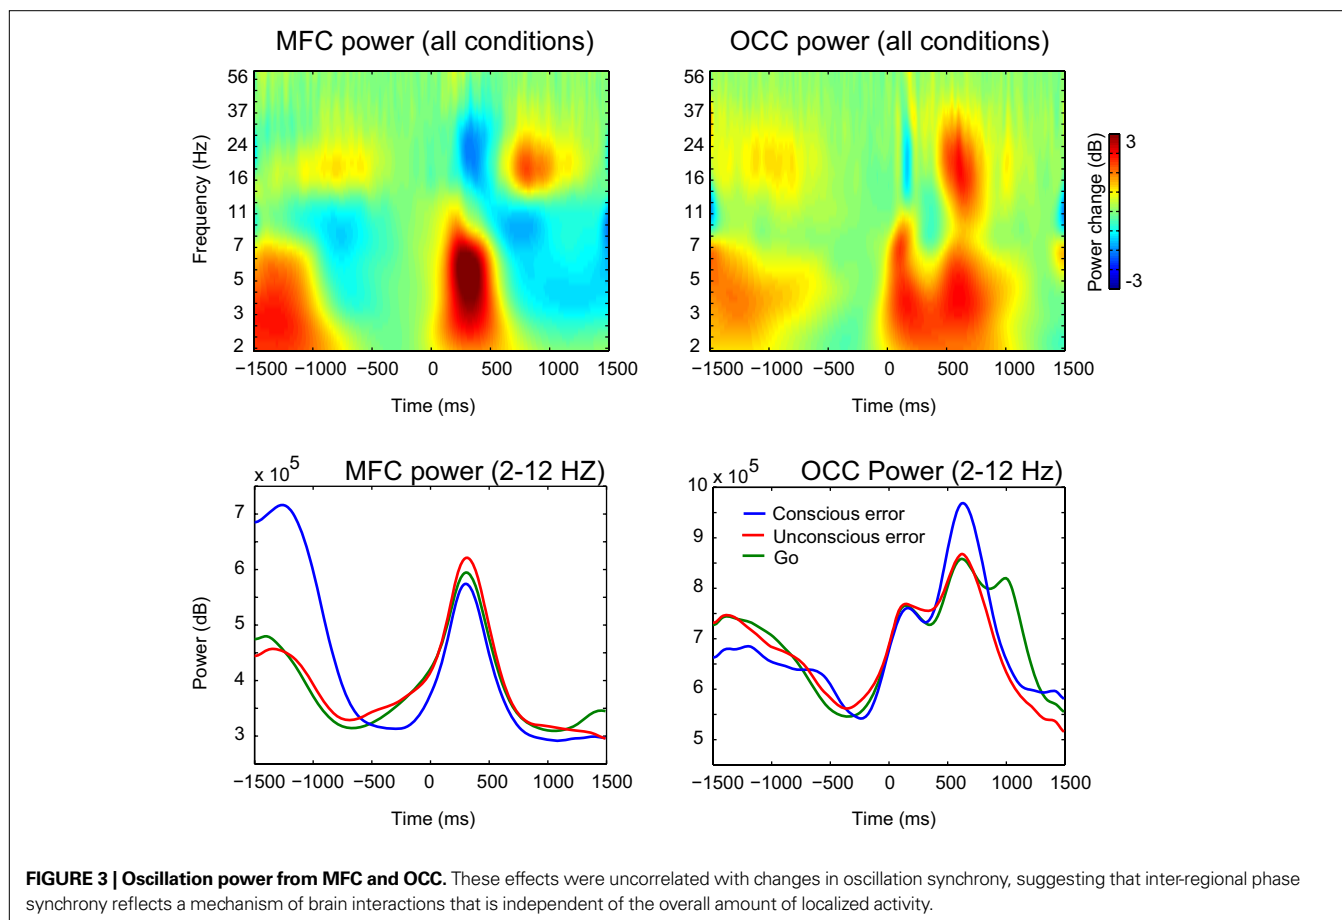 MFC power (all conditions)
OCC power (all conditions)
Frequency (Hz)
56
37
24
16
11
7
5
3
2
−1500 −1000 −500 0 500 1000 1500
Time (ms)
56
37
24
16
11
7
5
3
2
−1500 −1000 −500 0 500 1000 1500
Time (ms)
Power change (dB)
3
-3
x 10⁵
MFC power (2-12 HZ)
Power (dB)
7
6
5
4
3
−1500 −1000 −500 0 500 1000 1500
Time (ms)
x 10⁵
OCC Power (2-12 Hz)
10
9
8
7
6
5
Conscious error
Unconscious error
Go
−1500 −1000 −500 0 500 1000 1500
Time (ms)
FIGURE 3 | Oscillation power from MFC and OCC. These effects were uncorrelated with changes in oscillation synchrony, suggesting that inter-regional phase
synchrony reflects a mechanism of brain interactions that is independent of the overall amount of localized activity.